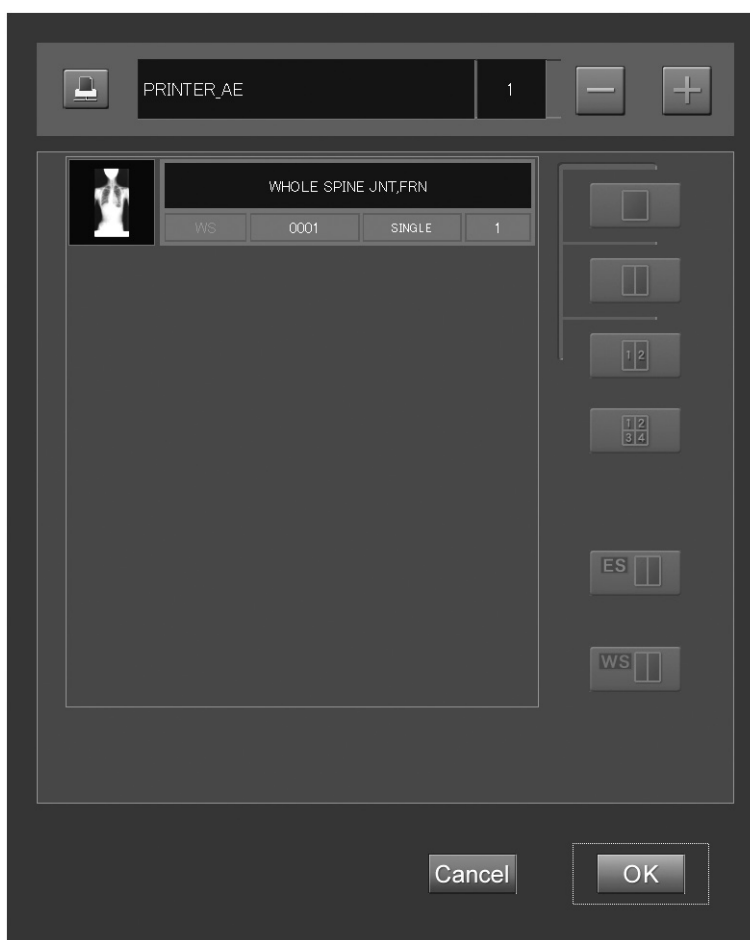 PRINTER_AE 1
WHOLE SPINE JNT,FRN
WS 0001 SINGLE 1
1 2
1 2
3 4
ES
WS
Cancel OK